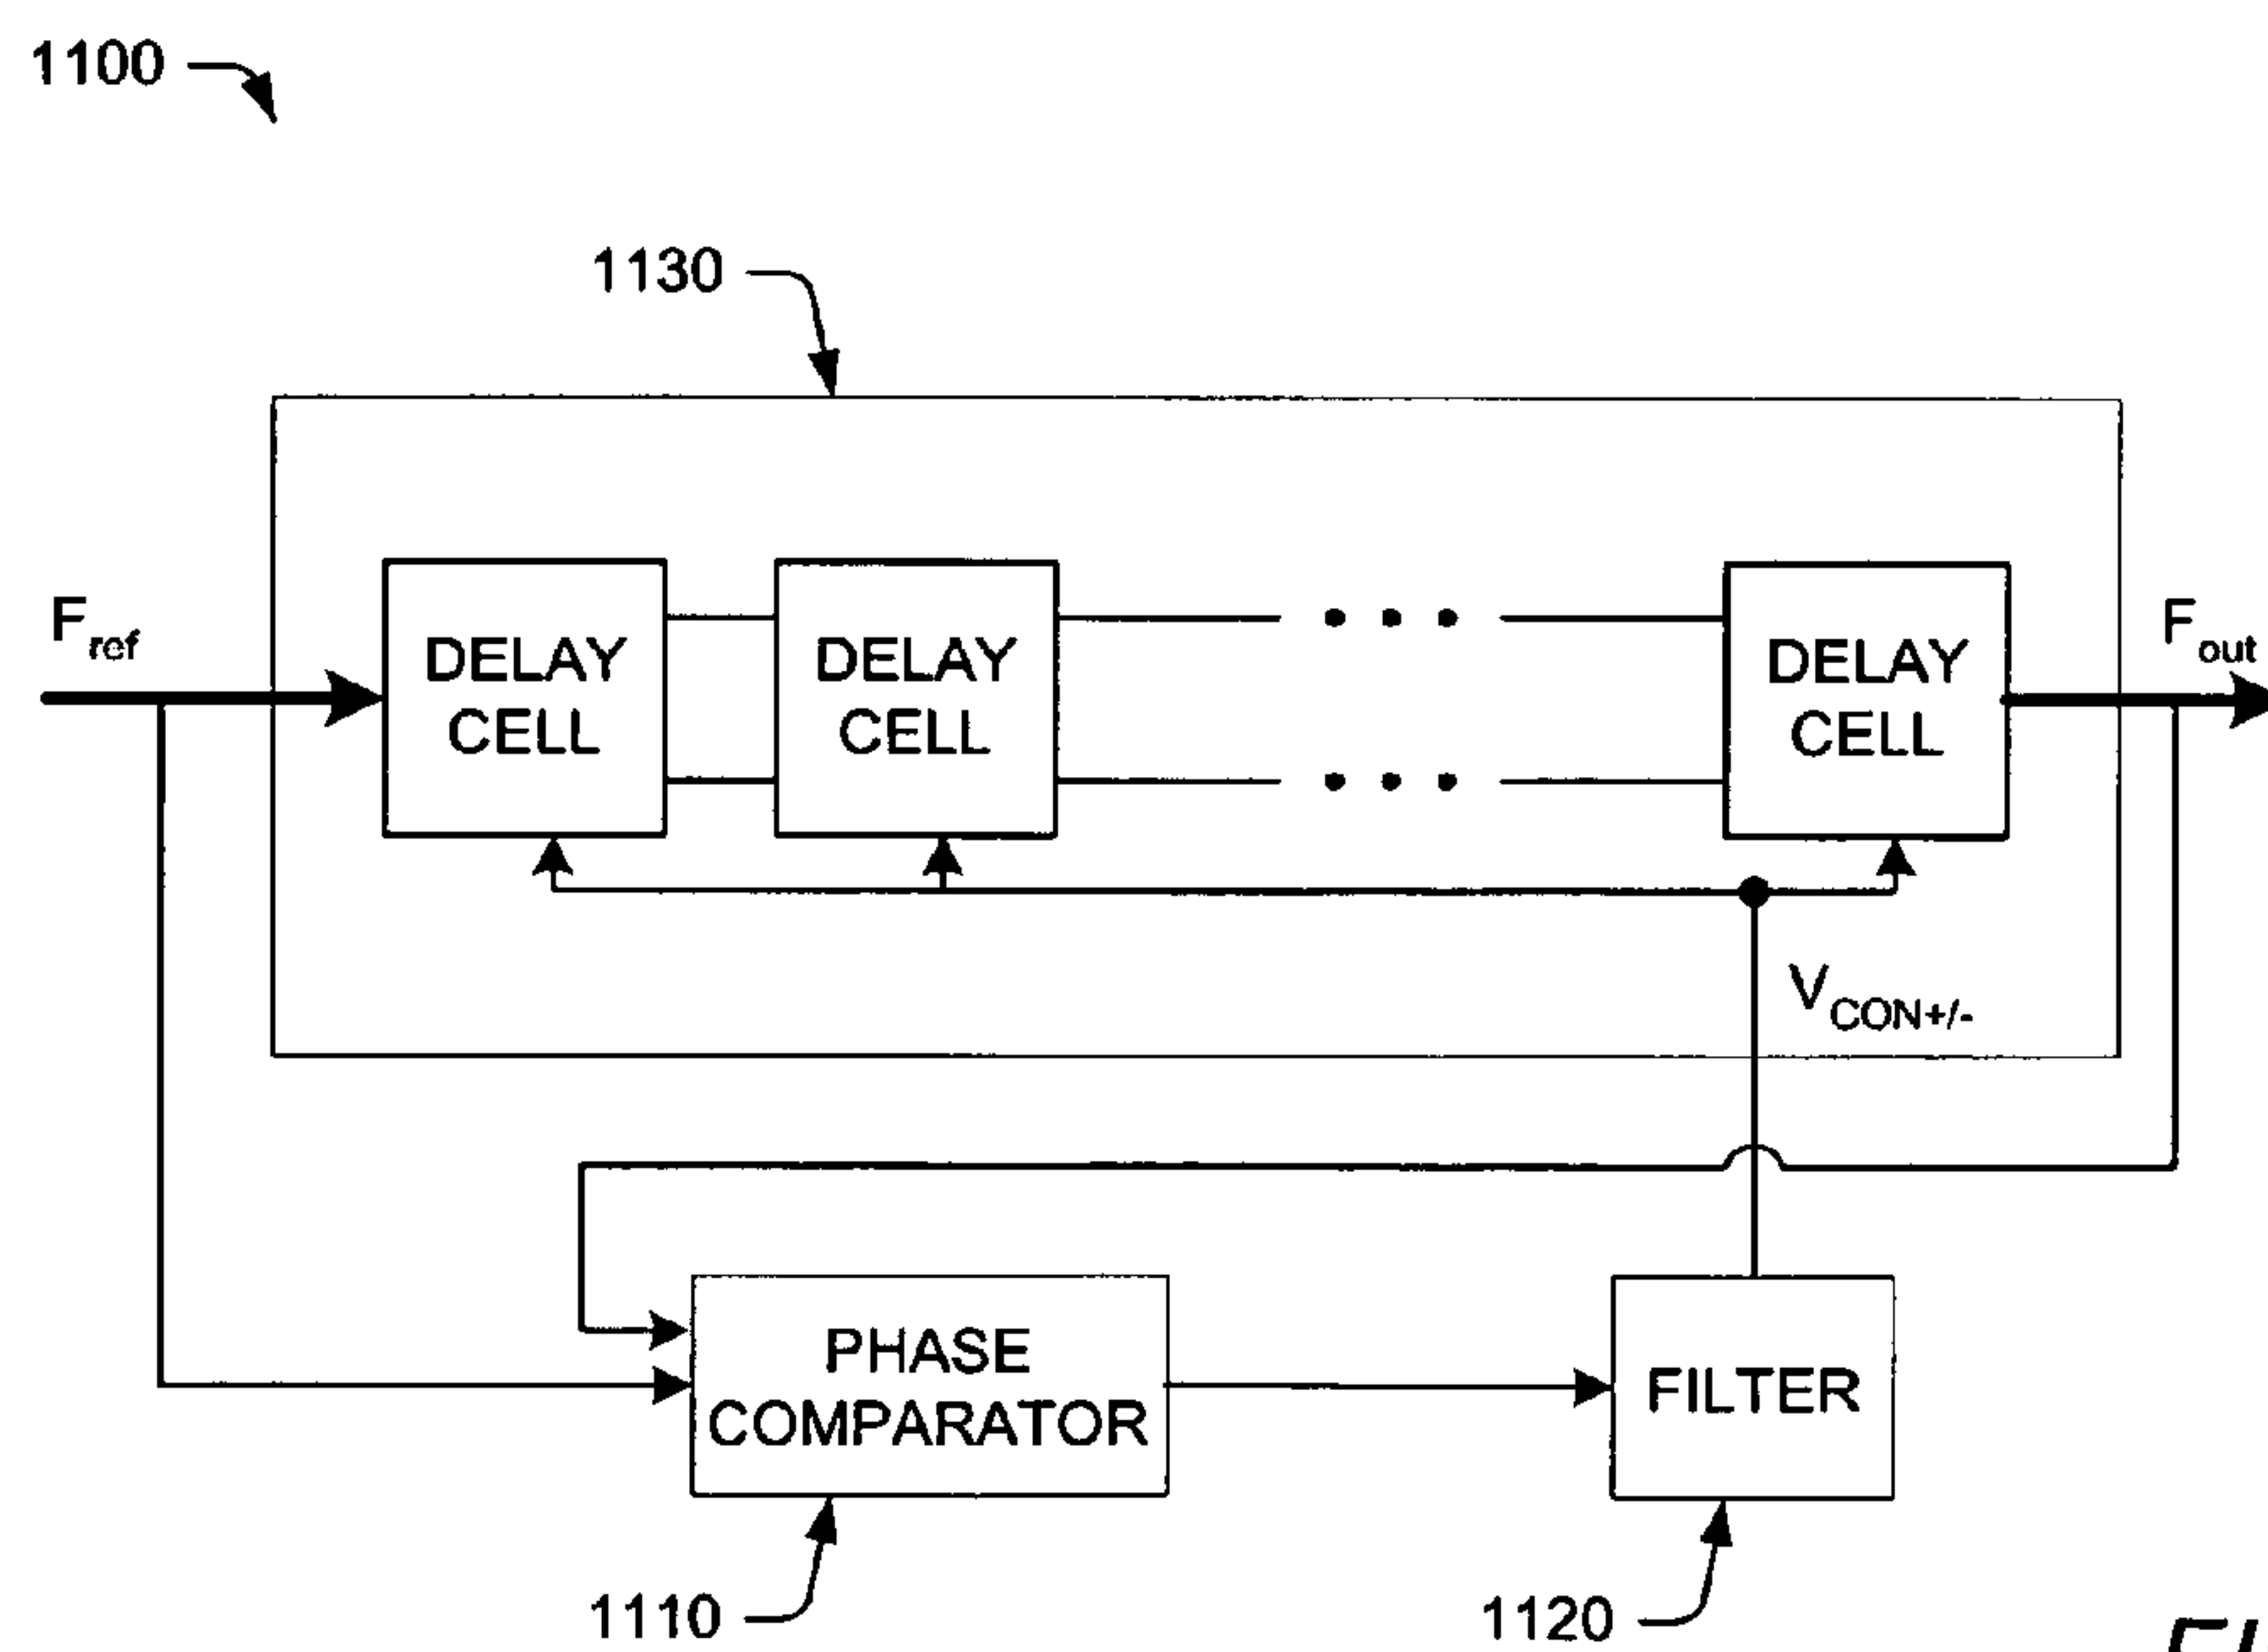 1100
1130
F_ref
DELAY
CELL
DELAY
CELL
DELAY
CELL
F_out
V_CON+/-
PHASE
COMPARATOR
FILTER
1110
1120